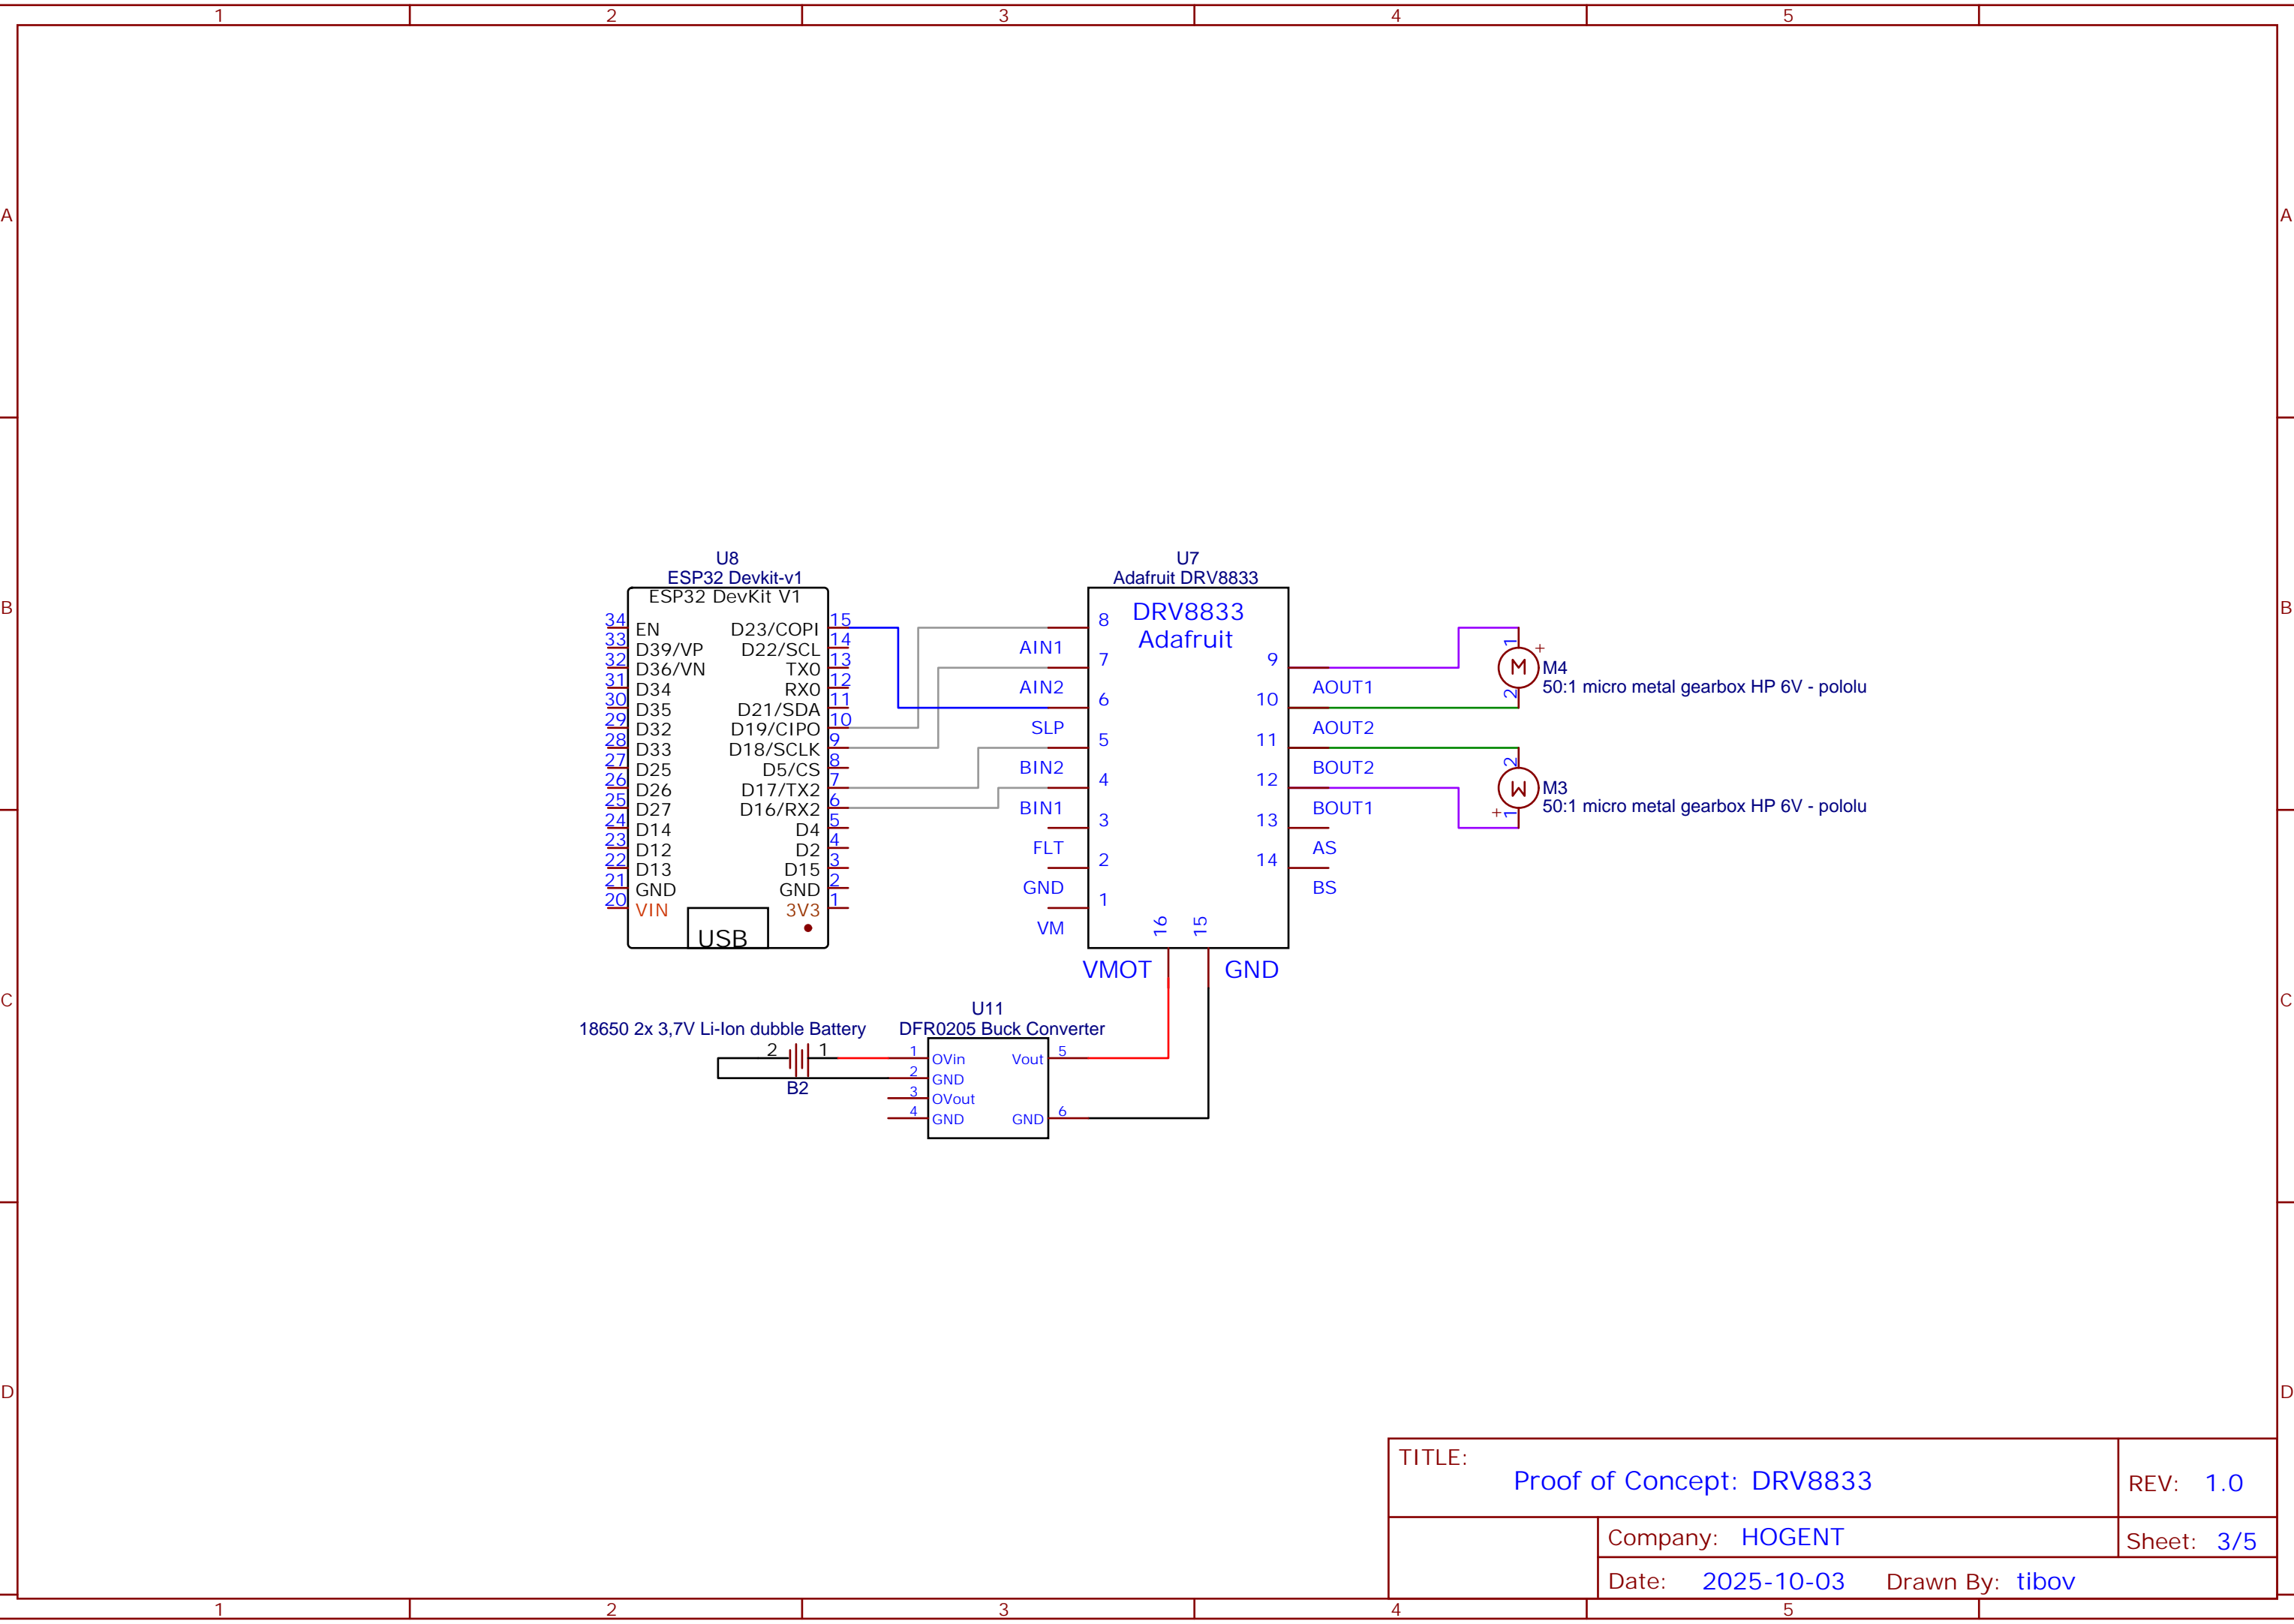 1 2 3 4 5
A A
B B
C C
D D
U8
ESP32 Devkit-v1
ESP32 DevKit V1
34 EN D23/COPI 15
33 D39/VP D22/SCL 14
32 D36/VN TX0 13
31 D34 RX0 12
30 D35 D21/SDA 11
29 D32 D19/CIPO 10
28 D33 D18/SCLK 9
27 D25 D5/CS 8
26 D26 D17/TX2 7
25 D27 D16/RX2 6
24 D14 D4 5
23 D12 D2 4
22 D13 D15 3
21 GND GND 2
20 VIN 3V3 1
USB
U7
Adafruit DRV8833
DRV8833
Adafruit
8
AIN1
7
AIN2
6
SLP
5
BIN2
4
BIN1
3
FLT
2
GND
1
VM
9
AOUT1
10
AOUT2
11
BOUT2
12
BOUT1
13
AS
14
BS
16 15
VMOT GND
1 +
M M4
50:1 micro metal gearbox HP 6V - pololu
2
2
M M3
50:1 micro metal gearbox HP 6V - pololu
+ 1
U11
18650 2x 3,7V Li-Ion dubble Battery DFR0205 Buck Converter
2 1
B2
1 OVin Vout 5
2 GND
3 OVout
4 GND GND 6
TITLE:
Proof of Concept: DRV8833
REV: 1.0
Company: HOGENT
Sheet: 3/5
Date: 2025-10-03 Drawn By: tibov
1 2 3 4 5